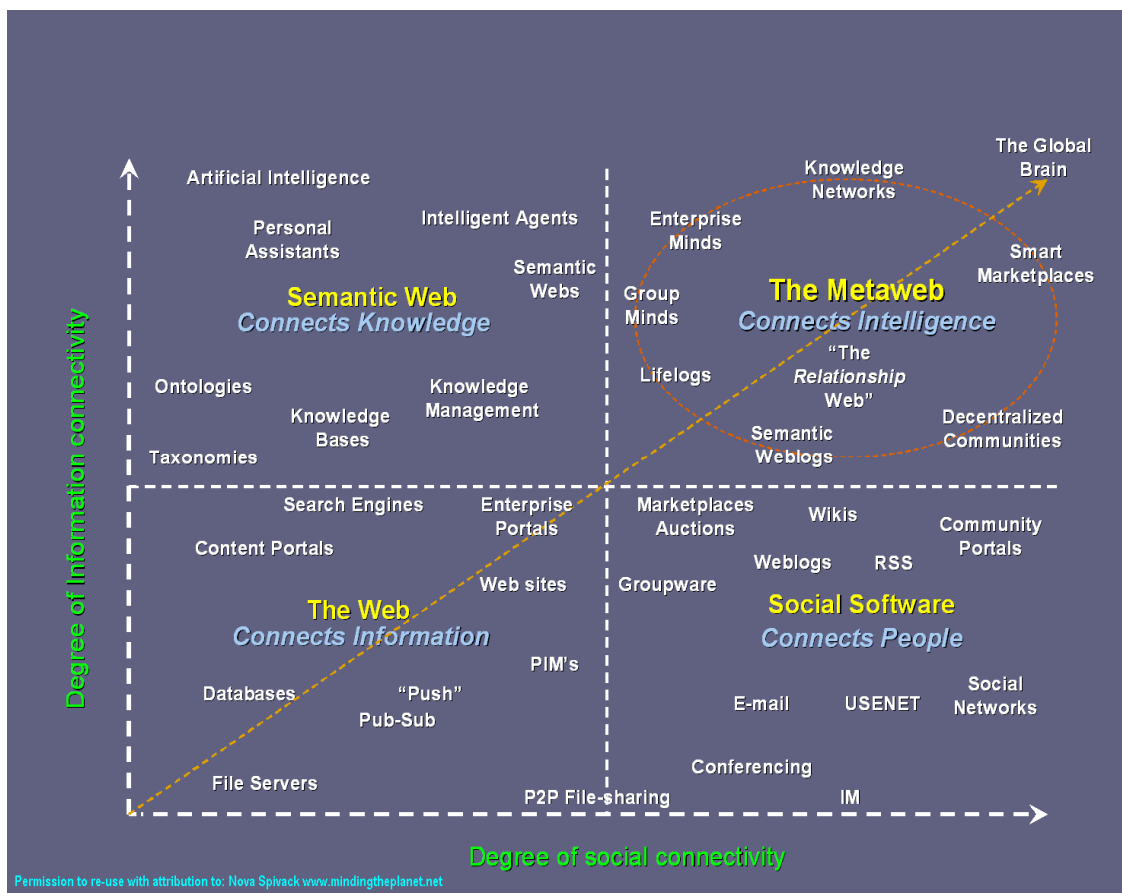 The Global
Brain
Knowledge
Networks
Artificial Intelligence
Intelligent Agents
Enterprise
Minds
Personal
Assistants
Semantic
Webs
Smart
Marketplaces
Semantic Web
Connects Knowledge
Group
Minds
The Metaweb
Connects Intelligence
“The
Relationship
Web”
Lifelogs
Ontologies
Knowledge
Management
Knowledge
Bases
Decentralized
Communities
Semantic
Weblogs
Taxonomies
Degree of Information connectivity
Search Engines
Enterprise
Portals
Marketplaces
Auctions
Wikis
Community
Portals
Content Portals
Weblogs
RSS
Web sites
Groupware
The Web
Connects Information
Social Software
Connects People
PIM's
Databases
“Push”
Pub-Sub
E-mail
USENET
Social
Networks
Conferencing
File Servers
P2P File-sharing
IM
Degree of social connectivity
Permission to re-use with attribution to: Nova Spivack www.mindingtheplanet.net